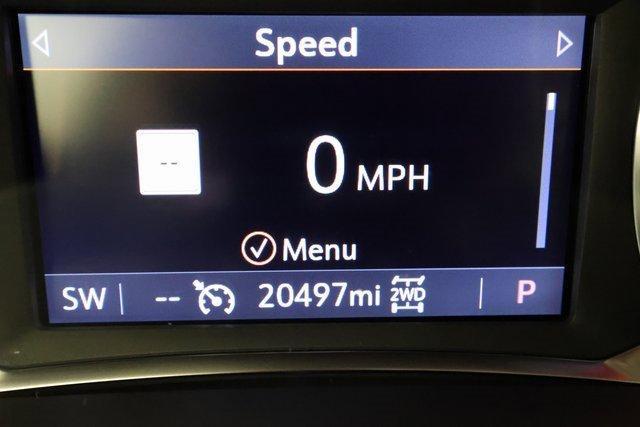 Speed
--
0 MPH
Menu
SW -- 20497mi 2WD P